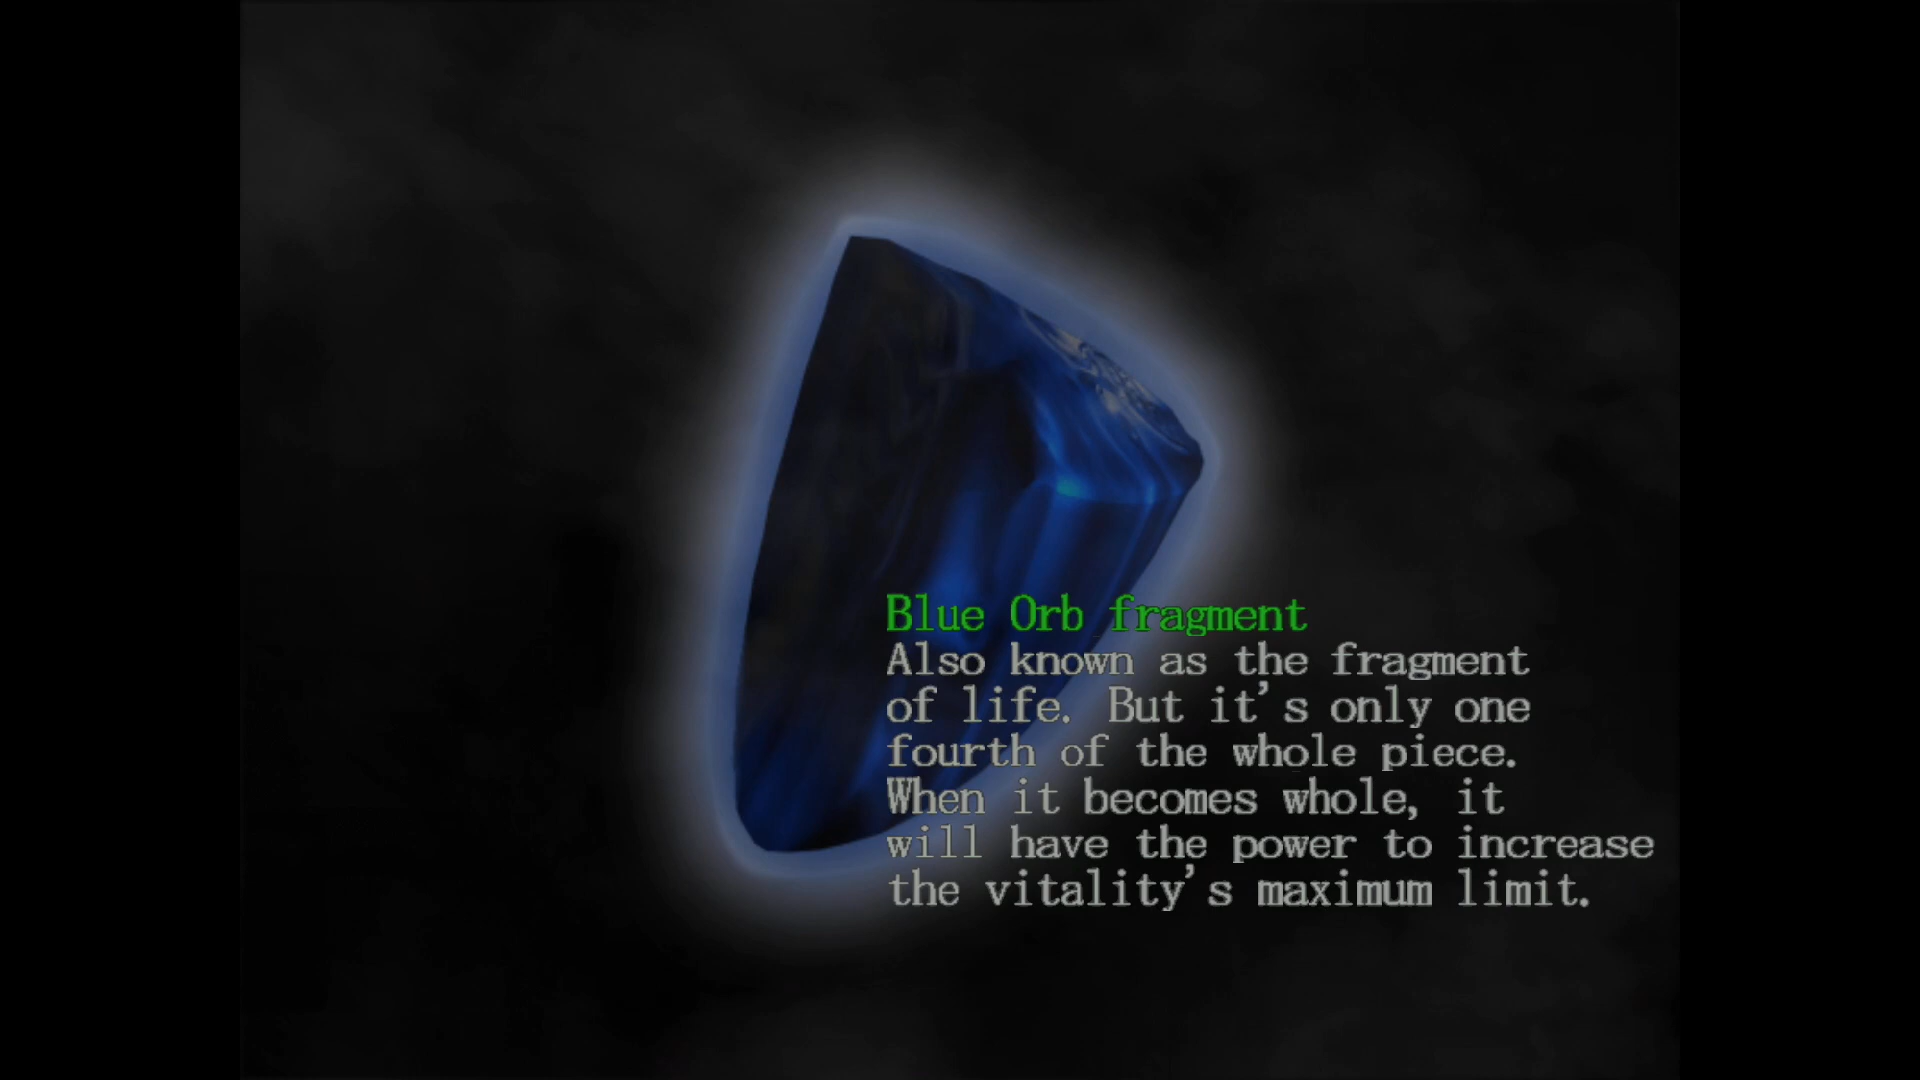 Blue Orb fragment
Also known as the fragment
of life. But it's only one
fourth of the whole piece.
When it becomes whole, it
will have the power to increase
the vitality's maximum limit.